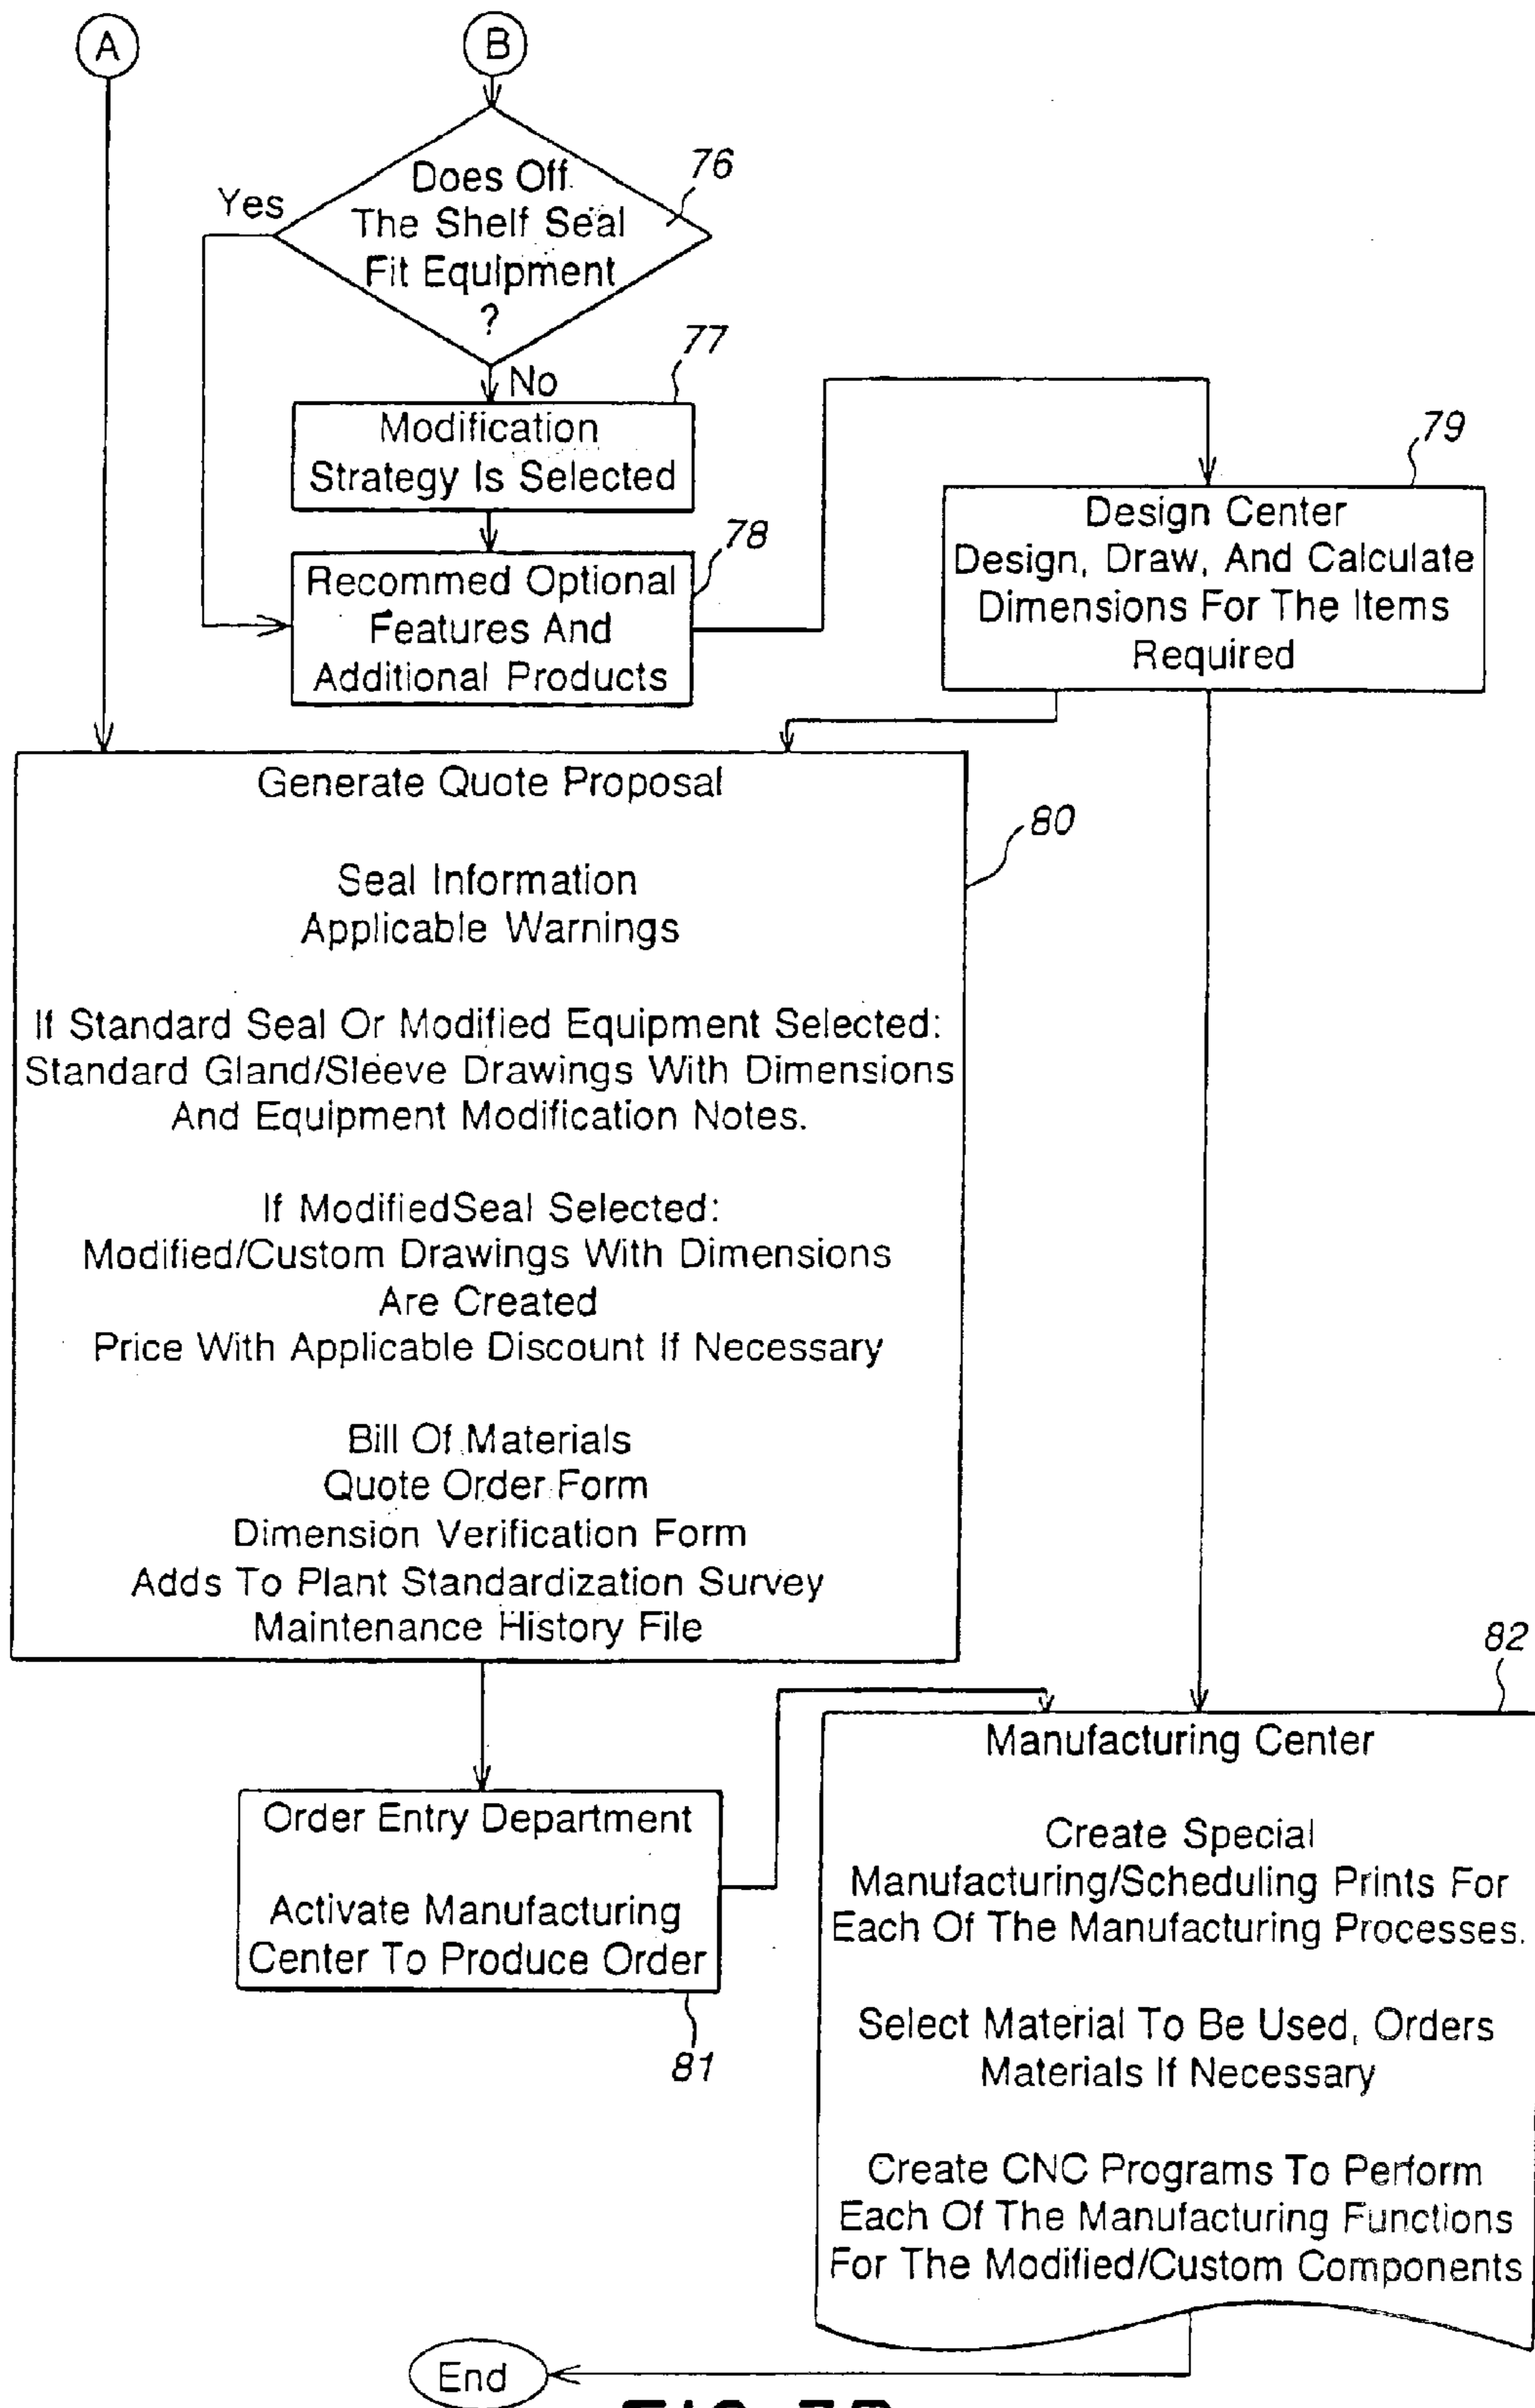 A
B
Does Off
The Shelf Seal
Fit Equipment
?
76
Yes
No
77
Modification
Strategy Is Selected
78
Recommed Optional
Features And
Additional Products
79
Design Center
Design, Draw, And Calculate
Dimensions For The Items
Required
Generate Quote Proposal
80
Seal Information
Applicable Warnings
If Standard Seal Or Modified Equipment Selected:
Standard Gland/Sleeve Drawings With Dimensions
And Equipment Modification Notes.
If ModifiedSeal Selected:
Modified/Custom Drawings With Dimensions
Are Created
Price With Applicable Discount If Necessary
Bill Of Materials
Quote Order Form
Dimension Verification Form
Adds To Plant Standardization Survey
Maintenance History File
Order Entry Department
Activate Manufacturing
Center To Produce Order
81
82
Manufacturing Center
Create Special
Manufacturing/Scheduling Prints For
Each Of The Manufacturing Processes.
Select Material To Be Used, Orders
Materials If Necessary
Create CNC Programs To Perform
Each Of The Manufacturing Functions
For The Modified/Custom Components
End